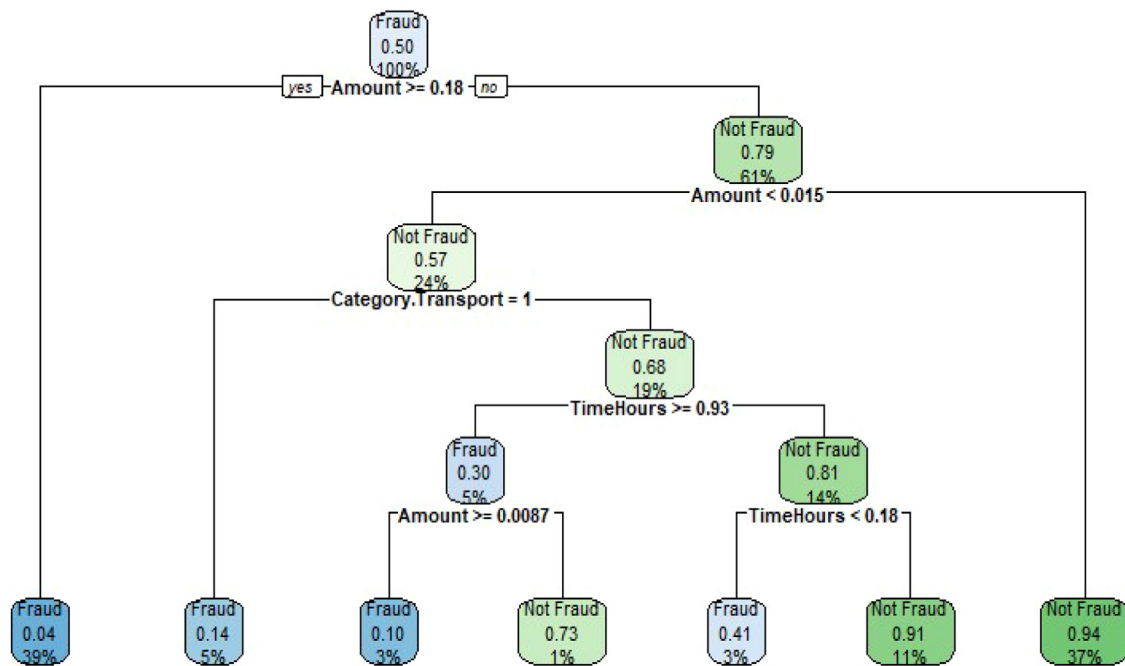 Fraud
0.50
100%
yes Amount >= 0.18 no
Not Fraud
0.79
61%
Amount < 0.015
Not Fraud
0.57
24%
Category.Transport = 1
Not Fraud
0.68
19%
TimeHours >= 0.93
Fraud
0.30
5%
Amount >= 0.0087
Not Fraud
0.81
14%
TimeHours < 0.18
Fraud
0.04
39%
Fraud
0.14
5%
Fraud
0.10
3%
Not Fraud
0.73
1%
Fraud
0.41
3%
Not Fraud
0.91
11%
Not Fraud
0.94
37%